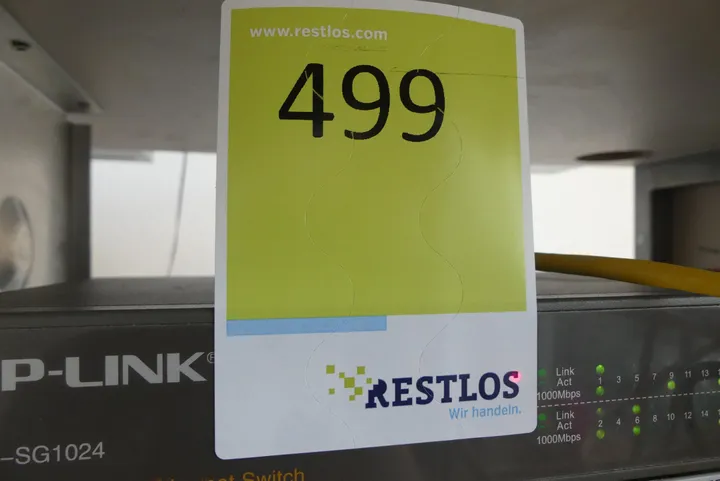 www.restlos.com
499
RESTLOS
Wir handeln.
P-LINK®
-SG1024
Switch
Link
Act
1000Mbps
1 3 5 7 9 11 13
Link
Act
1000Mbps
2 4 6 8 10 12 14